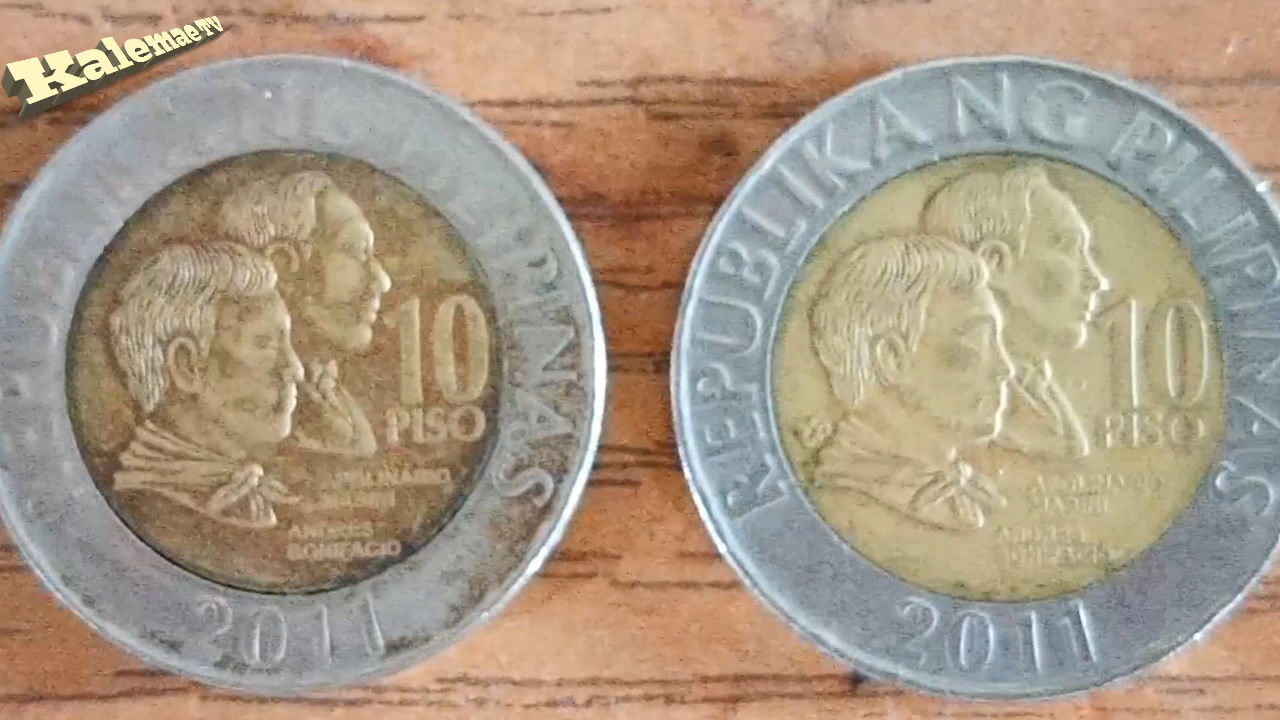 KalemaeTV
10
PISO
ANDRES
BONIFACIO
2011
REPUBLIKA NG PILIPINAS
10
PISO
2011